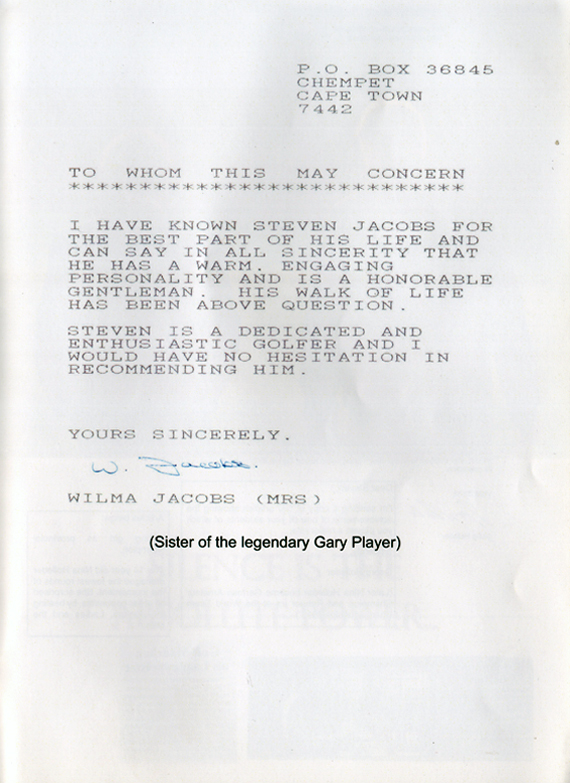 P.O. BOX 36845
CHEMPET
CAPE TOWN
7442
TO WHOM THIS MAY CONCERN
****************************
I HAVE KNOWN STEVEN JACOBS FOR
THE BEST PART OF HIS LIFE AND
CAN SAY IN ALL SINCERITY THAT
HE HAS A WARM. ENGAGING
PERSONALITY AND IS A HONORABLE
GENTLEMAN. HIS WALK OF LIFE
HAS BEEN ABOVE QUESTION.
STEVEN IS A DEDICATED AND
ENTHUSIASTIC GOLFER AND I
WOULD HAVE NO HESITATION IN
RECOMMENDING HIM.
YOURS SINCERELY.
W. Jacobs.
WILMA JACOBS (MRS)
(Sister of the legendary Gary Player)